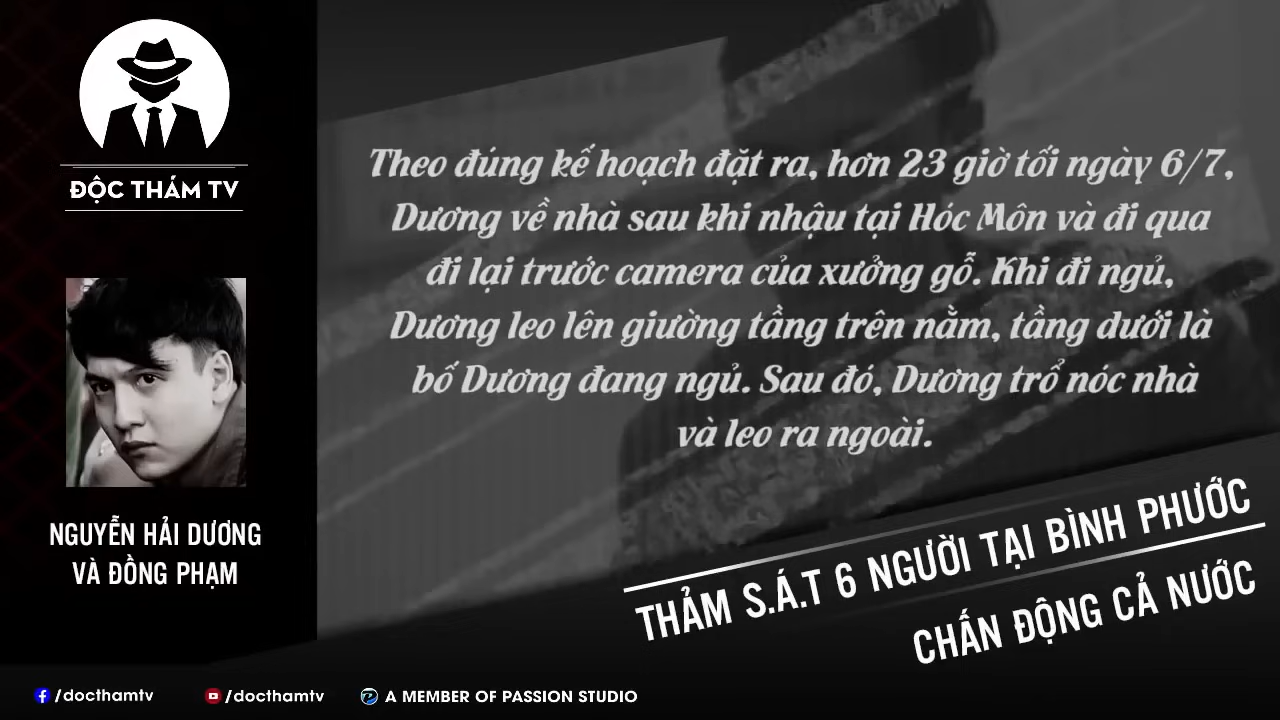 ĐỘC THÁM TV
NGUYỄN HẢI DƯƠNG
VÀ ĐỒNG PHẠM
Theo đúng kế hoạch đặt ra, hơn 23 giờ tối ngày 6/7,
Dương về nhà sau khi nhậu tại Hóc Môn và đi qua
đi lại trước camera của xưởng gỗ. Khi đi ngủ,
Dương leo lên giường tầng trên nằm, tầng dưới là
bố Dương đang ngủ. Sau đó, Dương trổ nóc nhà
và leo ra ngoài.
THẢM S.Á.T 6 NGƯỜI TẠI BÌNH PHƯỚC
CHẤN ĐỘNG CẢ NƯỚC
/docthamtv
/docthamtv
A MEMBER OF PASSION STUDIO